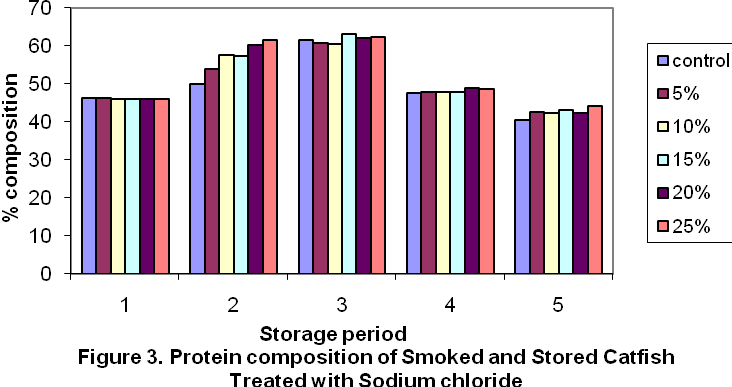 70
60
50
40
30
20
10
0
% composition
1 2 3 4 5
Storage period
control
5%
10%
15%
20%
25%
Figure 3. Protein composition of Smoked and Stored Catfish
Treated with Sodium chloride